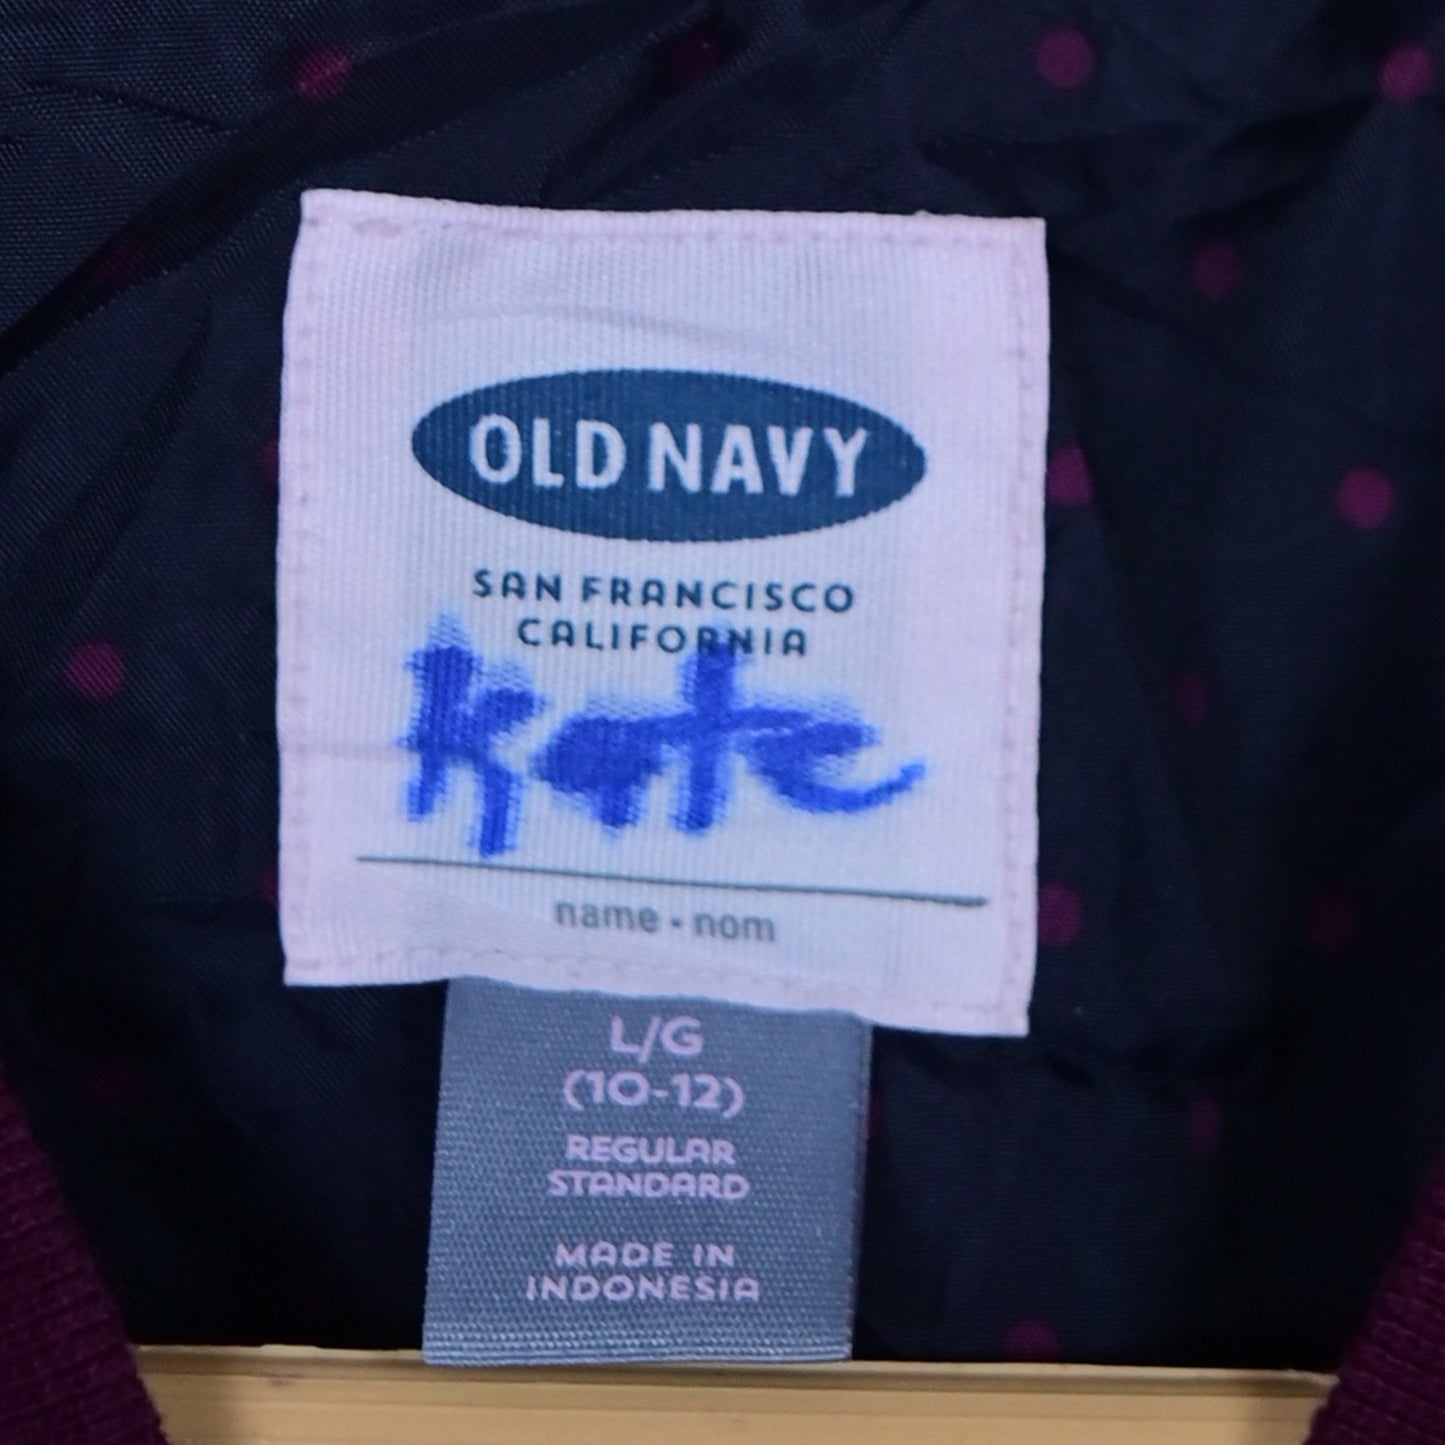 OLD NAVY
SAN FRANCISCO
CALIFORNIA
Kate
name • nom
L/G
(10-12)
REGULAR
STANDARD
MADE IN
INDONESIA